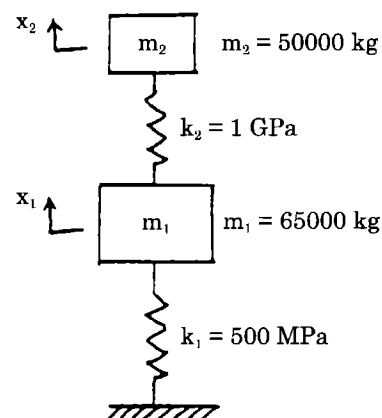 x₂
m₂ m₂ = 50000 kg
k₂ = 1 GPa
x₁
m₁ m₁ = 65000 kg
k₁ = 500 MPa